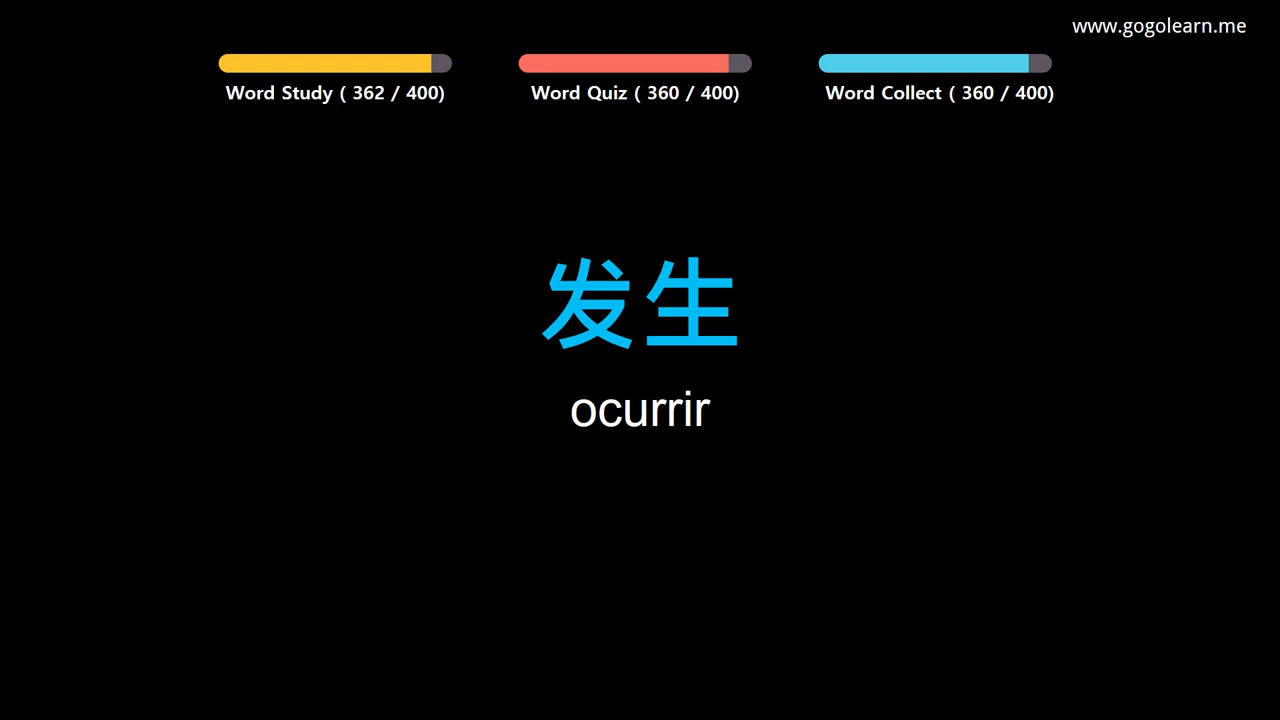 www.gogolearn.me
Word Study ( 362 / 400)
Word Quiz ( 360 / 400)
Word Collect ( 360 / 400)
发生
ocurrir